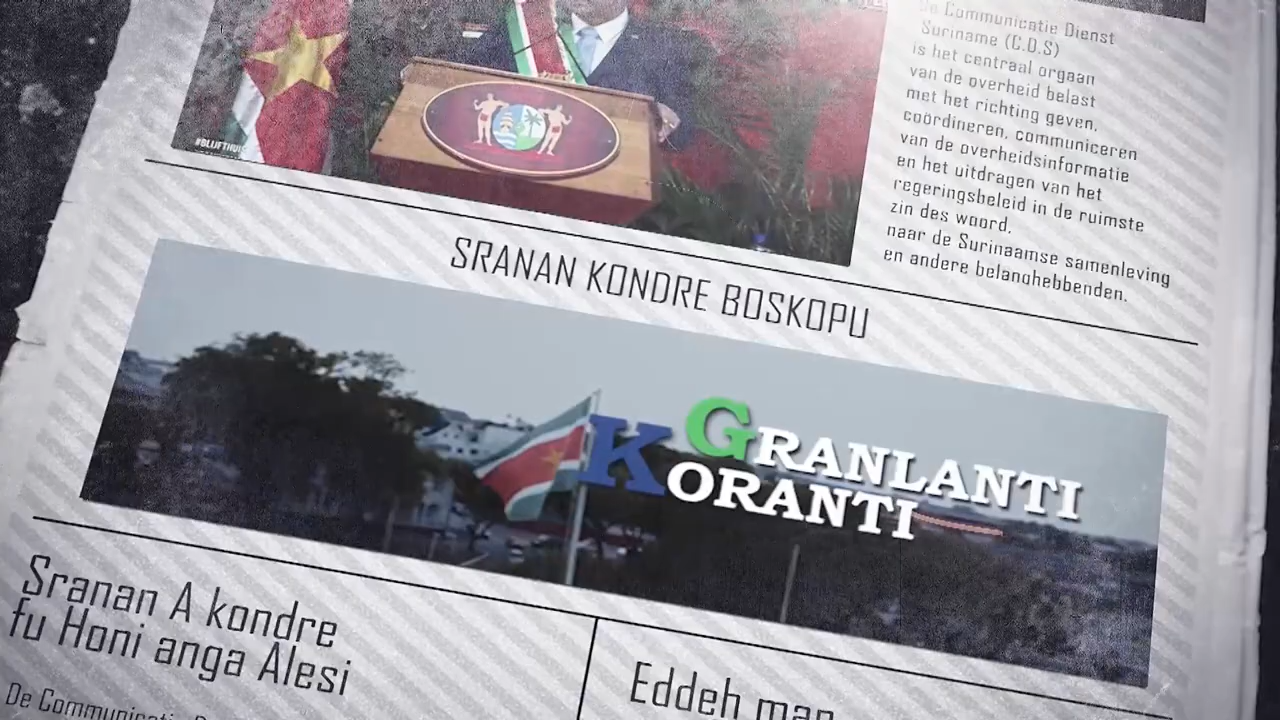 De Communicatie Dienst
Suriname (C.D.S)
is het centraal orgaan
van de overheid belast
met het richting geven,
coördineren, communiceren
van de overheidsinformatie
en het uitdragen van het
regeringsbeleid in de ruimste
zin des woord.
naar de Surinaamse samenleving
en andere belanghebbenden.
#BLIJFTHUIS
SRANAN KONDRE BOSKOPU
GRANLANTI
KORANTI
Sranan A kondre
fu Honi anga Alesi
Eddeh man
De Communicatie